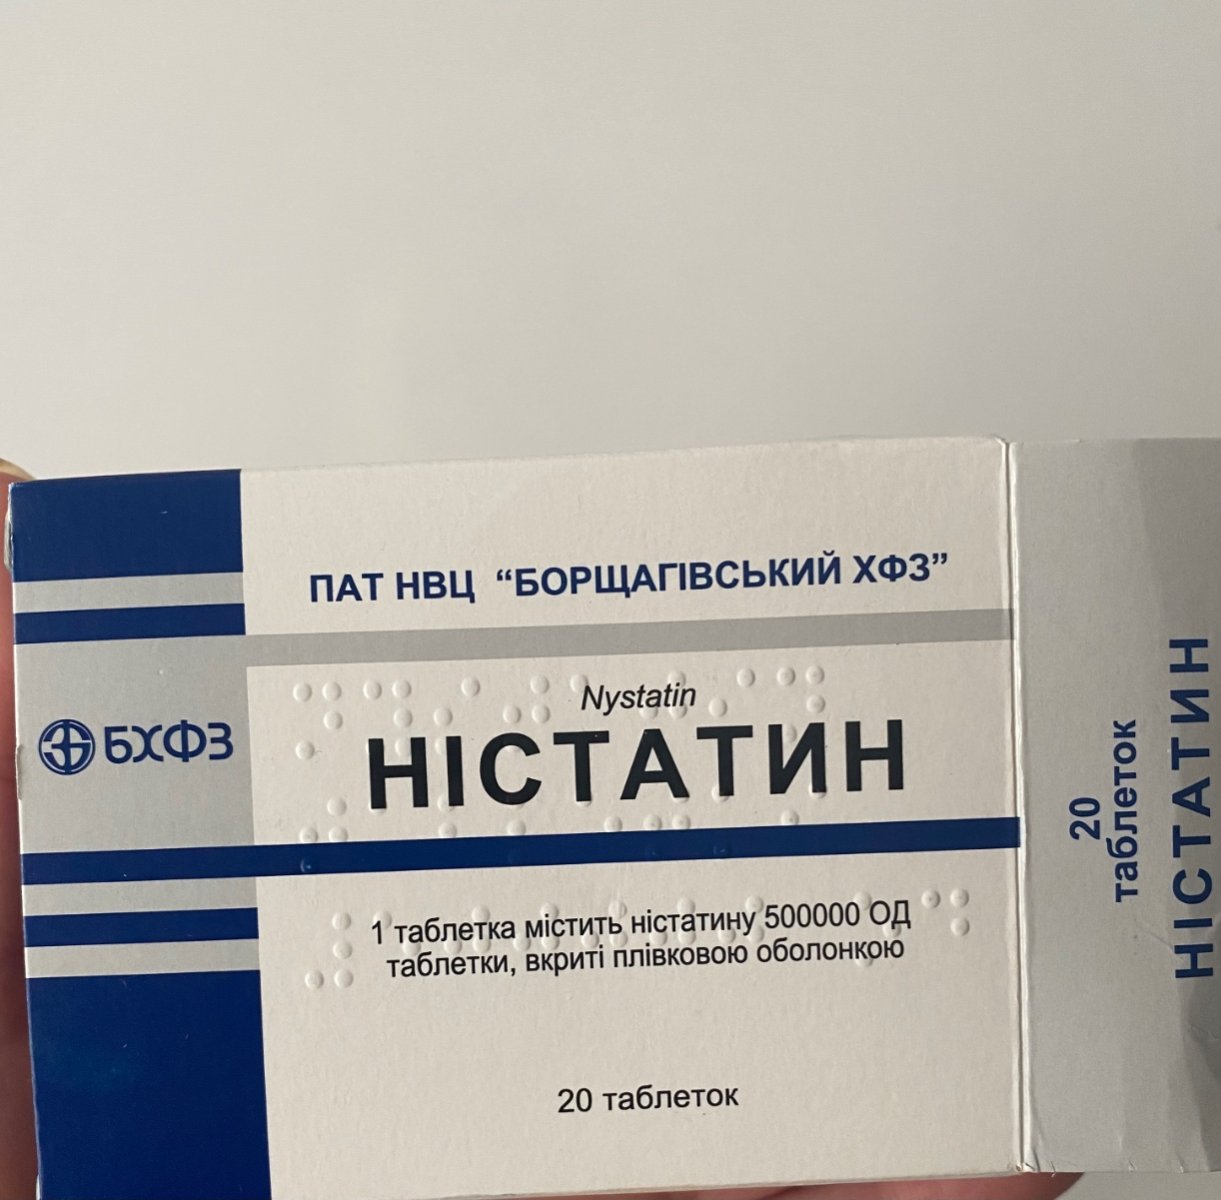 ПАТ НВЦ “БОРЩАГІВСЬКИЙ ХФЗ”
БХФЗ
Nystatin
НІСТАТИН
1 таблетка містить ністатину 500000 ОД
таблетки, вкриті плівковою оболонкою
20 таблеток
20
таблеток
НІСТАТИН